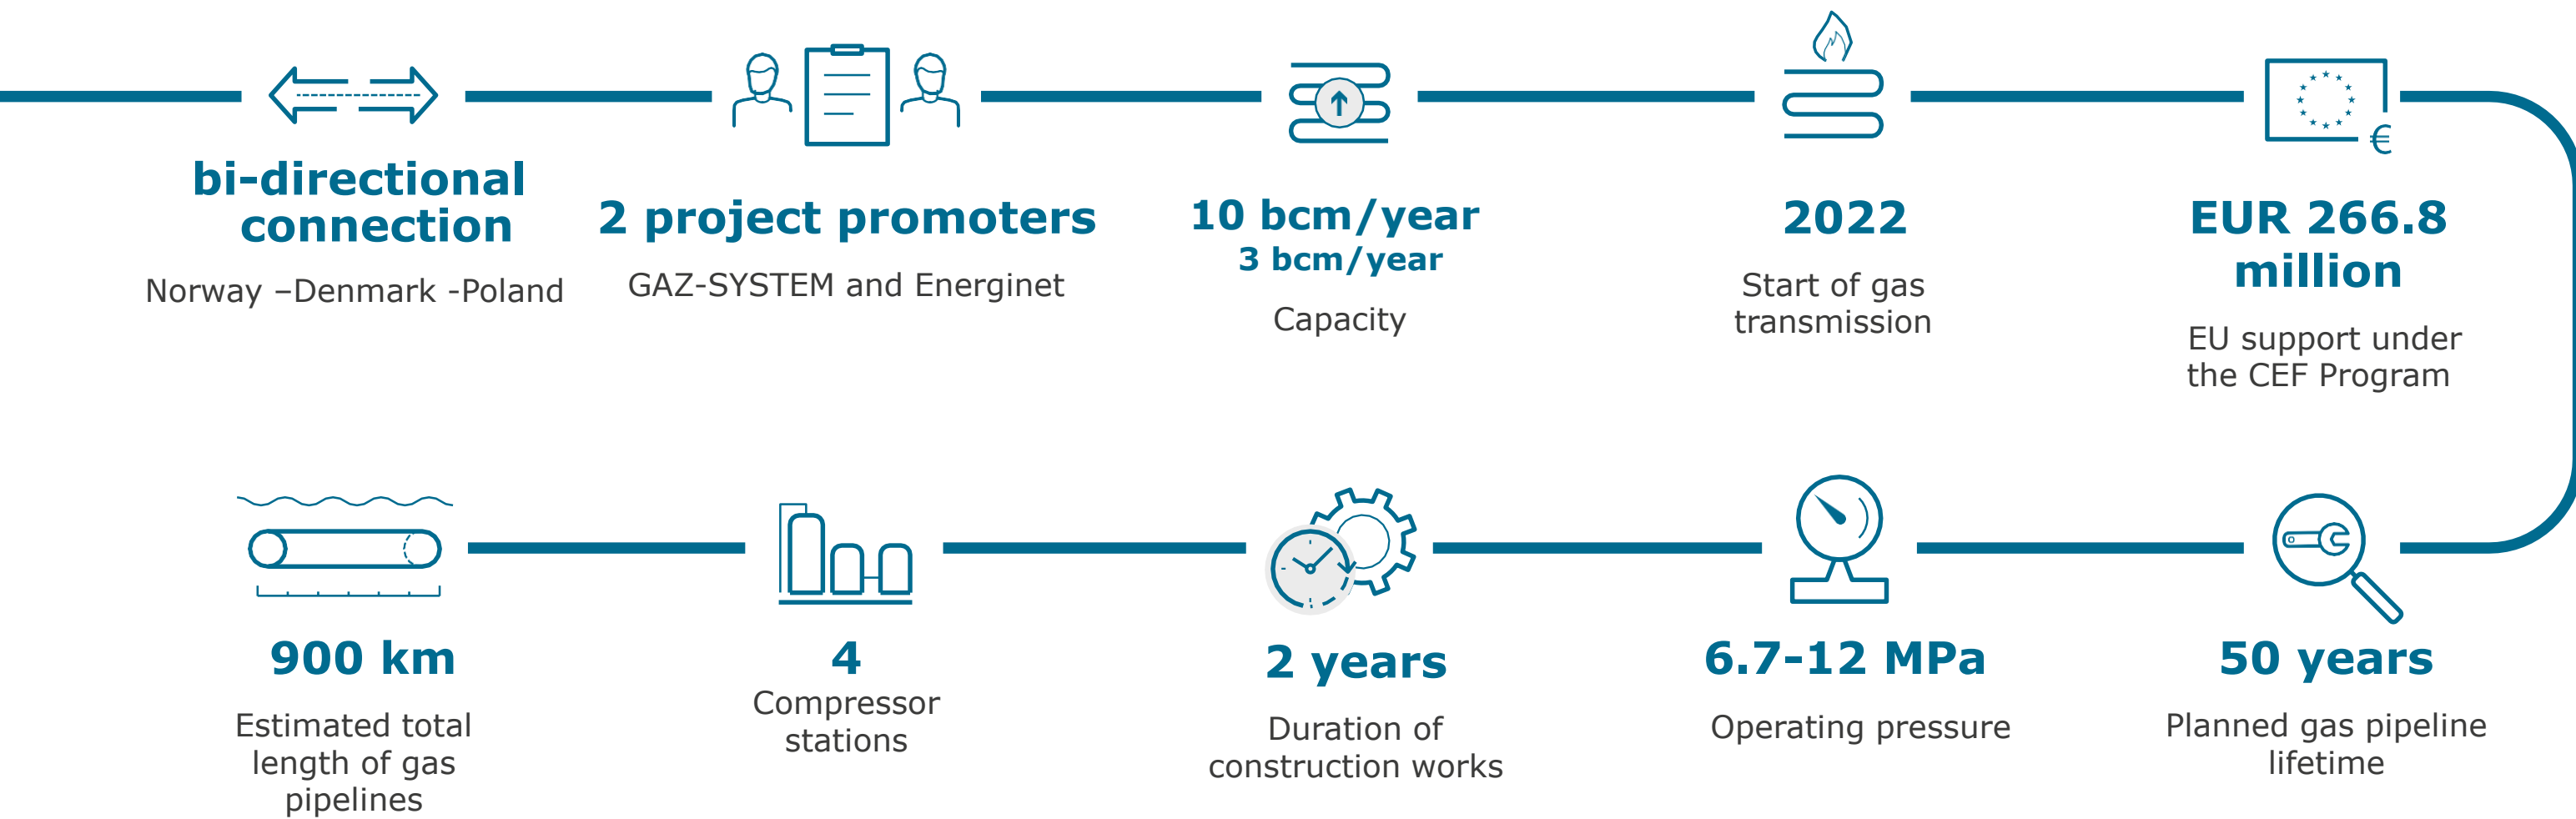 bi-directional
connection
Norway –Denmark -Poland
2 project promoters
GAZ-SYSTEM and Energinet
10 bcm/year
3 bcm/year
Capacity
2022
Start of gas
transmission
€
EUR 266.8
million
EU support under
the CEF Program
900 km
Estimated total
length of gas
pipelines
4
Compressor
stations
2 years
Duration of
construction works
6.7-12 MPa
Operating pressure
50 years
Planned gas pipeline
lifetime